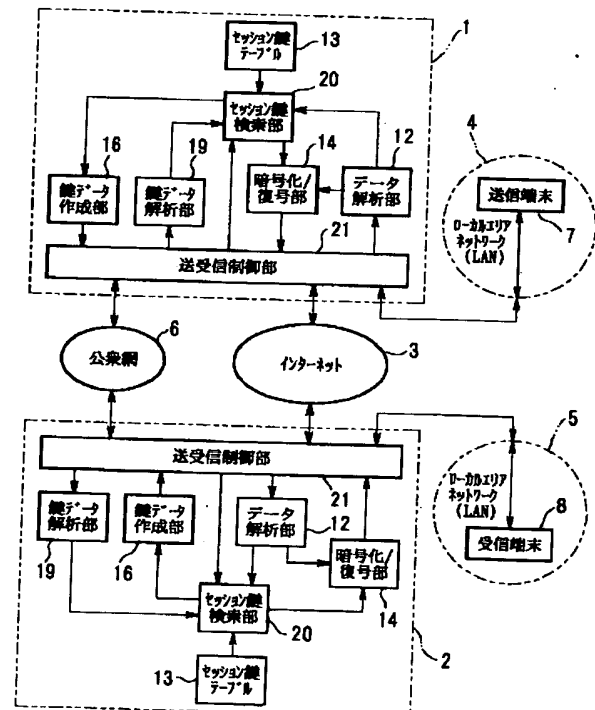 セッション鍵
テーブル
13
1
20
セッション鍵
検索部
16
19
14
12
4
鍵データ
作成部
鍵データ
解析部
暗号化/
復号部
データ
解析部
送信端末
7
ローカルエリア
ネットワーク
(LAN)
21
送受信制御部
6
公衆網
インターネット
3
送受信制御部
21
5
鍵データ
解析部
鍵データ
作成部
データ
解析部
12
暗号化/
復号部
ローカルエリア
ネットワーク
(LAN)
8
受信端末
19
16
セッション鍵
検索部
20
14
13
セッション鍵
テーブル
2